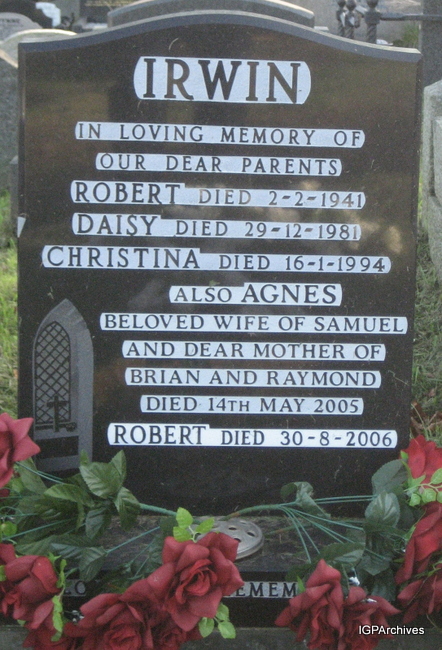 IRWIN
IN LOVING MEMORY OF
OUR DEAR PARENTS
ROBERT DIED 2-2-1941
DAISY DIED 29-12-1981
CHRISTINA DIED 16-1-1994
ALSO AGNES
BELOVED WIFE OF SAMUEL
AND DEAR MOTHER OF
BRIAN AND RAYMOND
DIED 14TH MAY 2005
ROBERT DIED 30-8-2006
IGPArchives